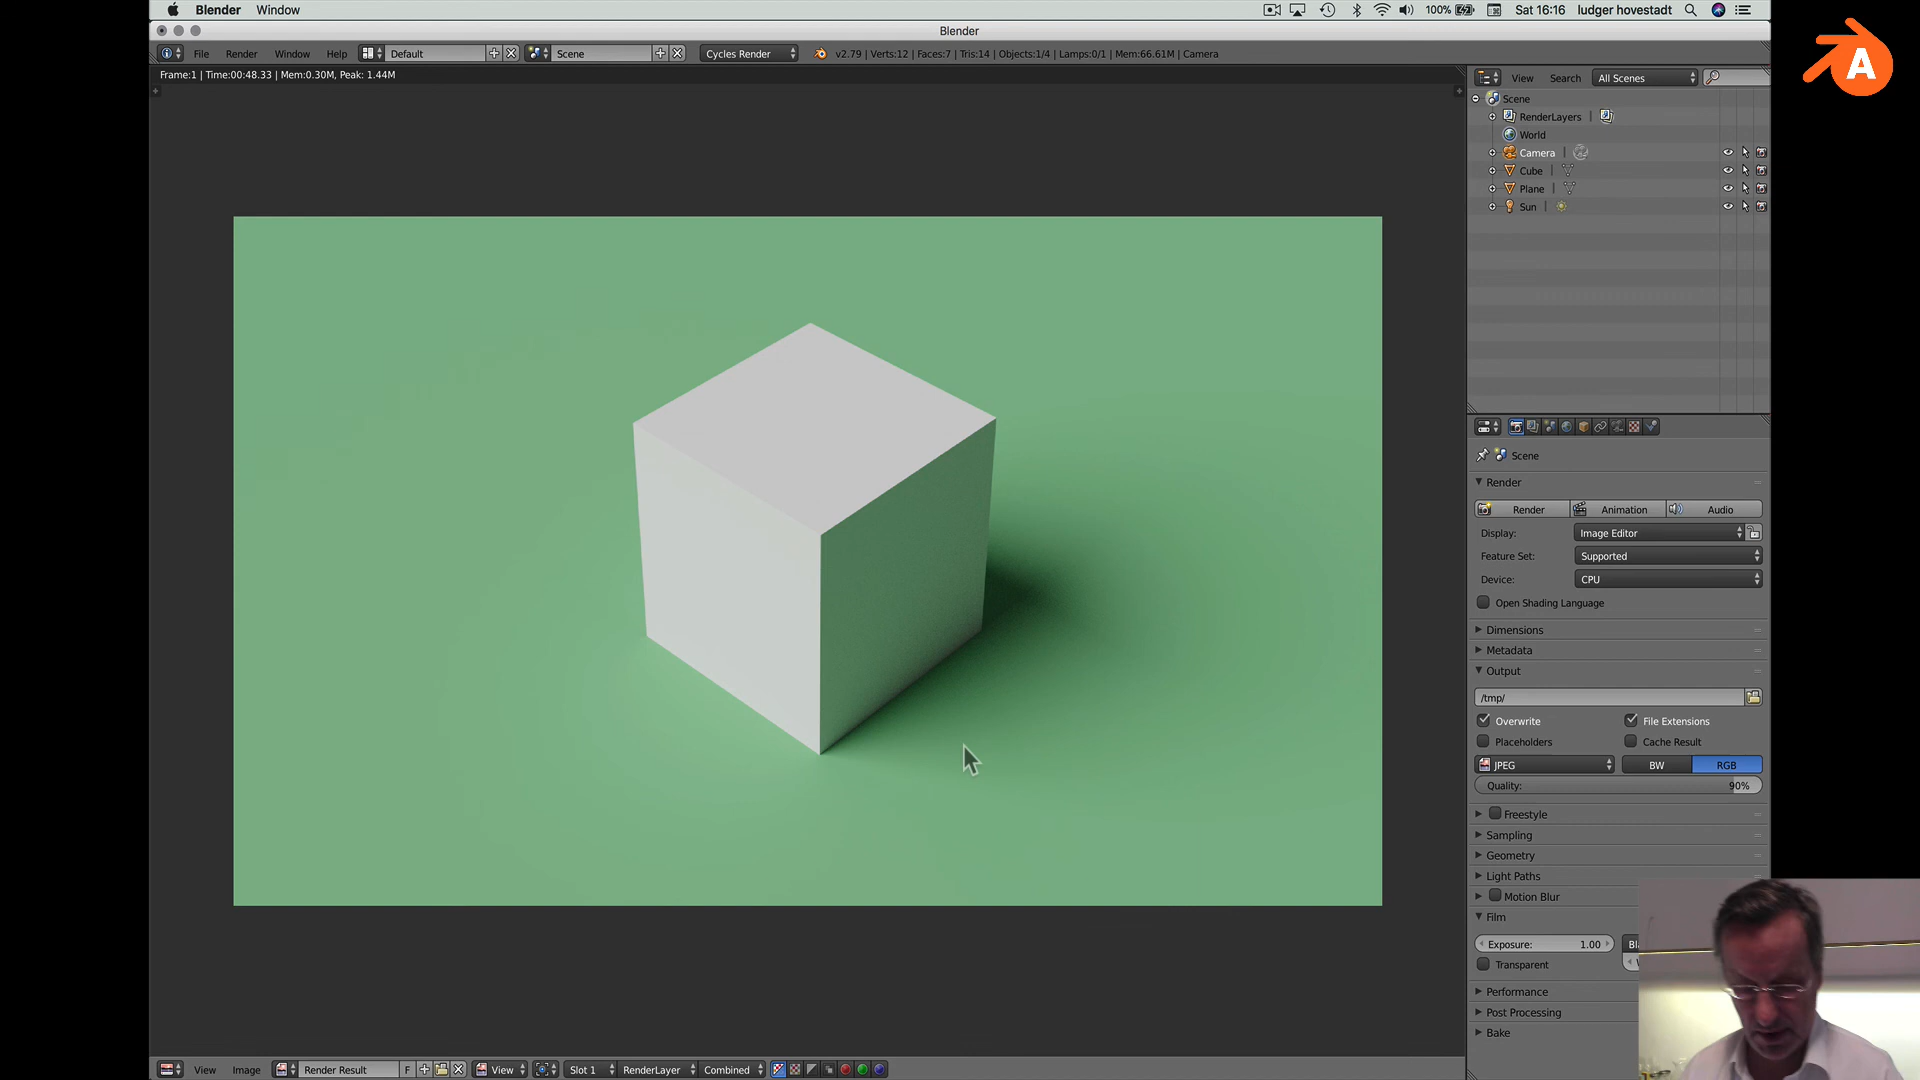 Blender Window 100% Sat 16:16 ludger hovestadt
Blender
File Render Window Help Default Scene Cycles Render v2.79 | Verts:12 | Faces:7 | Tris:14 | Objects:1/4 | Lamps:0/1 | Mem:66.61M | Camera
Frame:1 | Time:00:48.33 | Mem:0.30M, Peak: 1.44M
View Search All Scenes
Scene
RenderLayers |
World
Camera |
Cube |
Plane |
Sun |
Scene
Render
Render Animation Audio
Display: Image Editor
Feature Set: Supported
Device: CPU
Open Shading Language
Dimensions
Metadata
Output
/tmp/
Overwrite File Extensions
Placeholders Cache Result
JPEG BW RGB
Quality: 90%
Freestyle
Sampling
Geometry
Light Paths
Motion Blur
Film
Exposure: 1.00
Transparent
Performance
Post Processing
Bake
View Image Render Result F View Slot 1 RenderLayer Combined
A